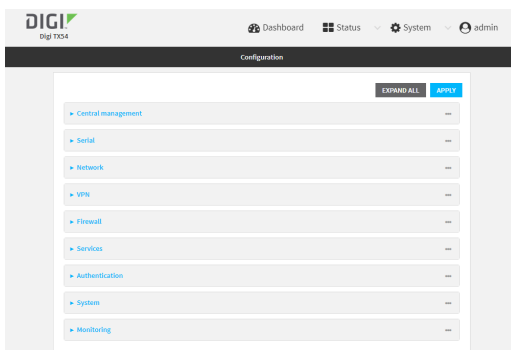 DIGI
Digi TX54
Dashboard Status System admin
Configuration
EXPAND ALL APPLY
Central management
Serial
Network
VPN
Firewall
Services
Authentication
System
Monitoring